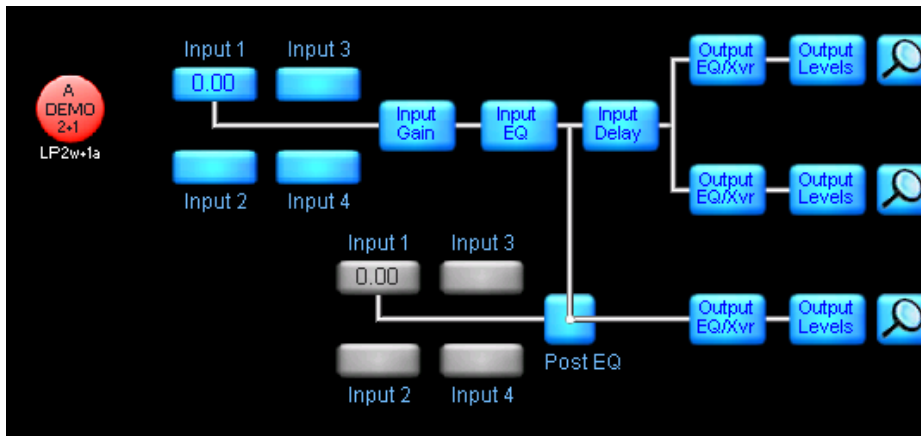 A
DEMO
2+1
LP2w+1a
Input 1
Input 3
0.00
Input 2
Input 4
Input
Gain
Input
EQ
Input
Delay
Output
EQ/Xvr
Output
Levels
Output
EQ/Xvr
Output
Levels
Input 1
Input 3
0.00
Input 2
Input 4
Post EQ
Output
EQ/Xvr
Output
Levels